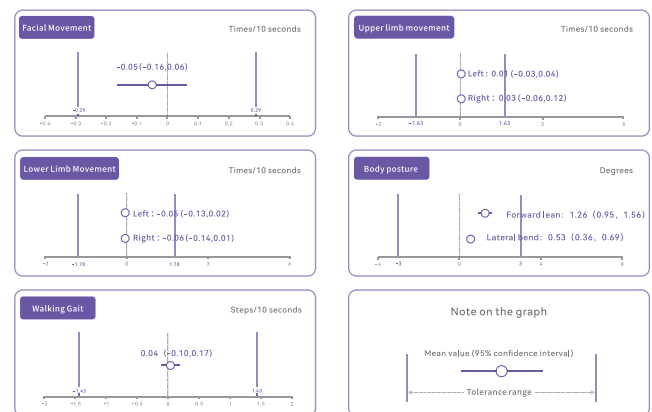 Facial Movement
Times/10 seconds
-0.05(-0.16,0.06)
-0.29
0.29
-0.4 -0.3 -0.2 -0.1 0 0.1 0.2 0.3 0.4
Upper limb movement
Times/10 seconds
Left: 0.01 (-0.03,0.04)
Right: 0.03 (-0.06,0.12)
-3 -1.63 0 1.63 3 6
Lower Limb Movement
Times/10 seconds
Left: -0.05 (-0.13,0.02)
Right: -0.06(-0.14,0.01)
-3 -1.78 0 1.78 3 6
Body posture
Degrees
Forward lean: 1.26 (0.95, 1.56)
Lateral bend: 0.53 (0.36, 0.69)
-4 -3 0 3 4 8
Walking Gait
Steps/10 seconds
0.04 (-0.10,0.17)
-1.43
1.43
-2 -1.5 -1 -0.5 0 0.5 1 1.5 2
Note on the graph
Mean value (95% confidence interval)
Tolerance range